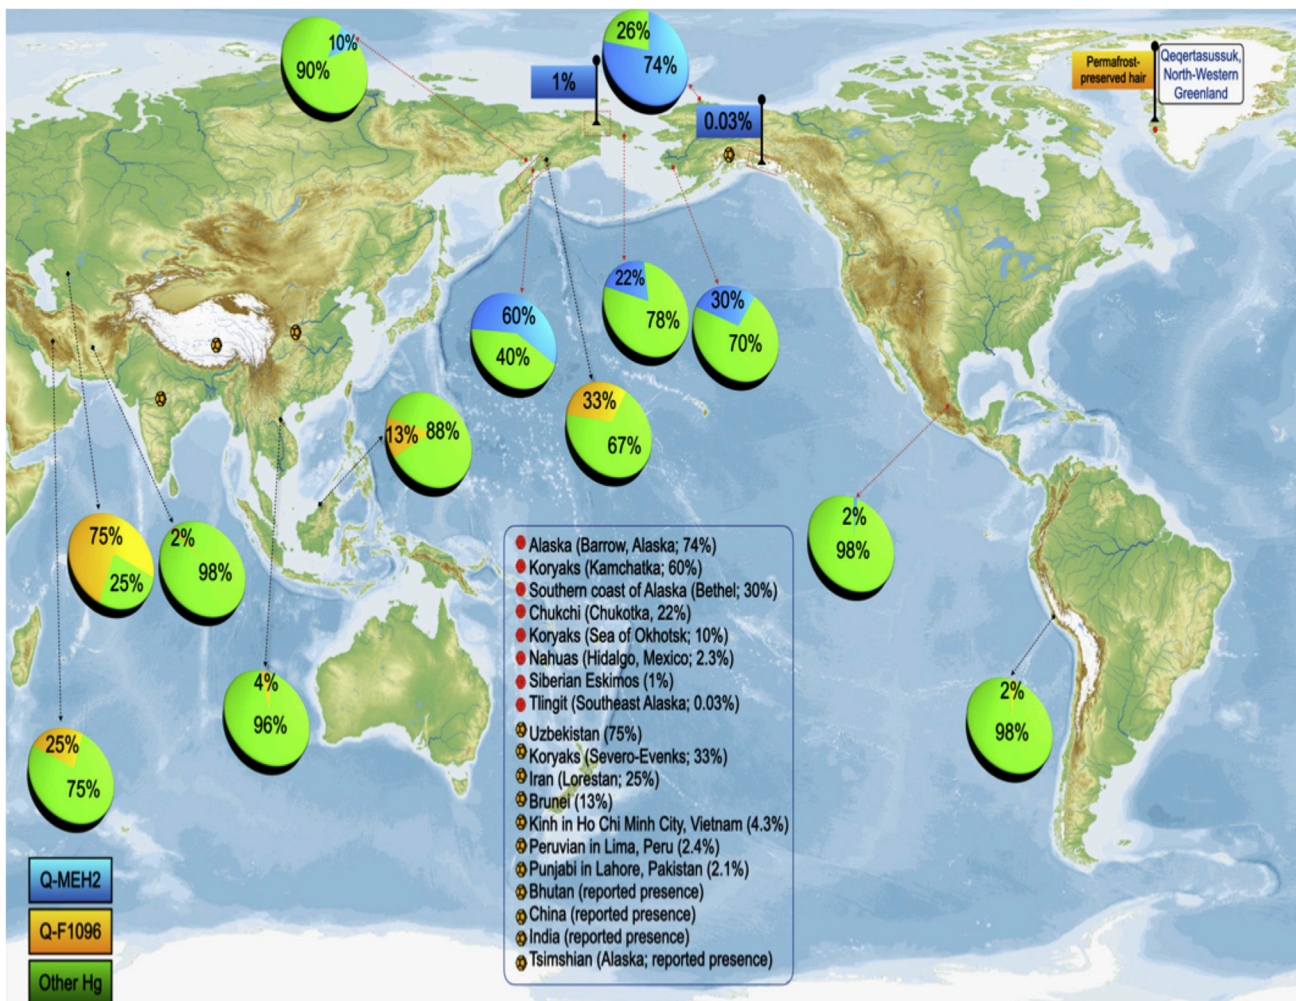 10%
90%
26%
74%
1%
0.03%
Permafrost-
preserved hair
Qeqertasussuk,
North-Western
Greenland
22%
78%
30%
70%
60%
40%
33%
67%
13%
88%
75%
25%
2%
98%
2%
98%
4%
96%
2%
98%
25%
75%
Alaska (Barrow, Alaska; 74%)
Koryaks (Kamchatka; 60%)
Southern coast of Alaska (Bethel; 30%)
Chukchi (Chukotka, 22%)
Koryaks (Sea of Okhotsk; 10%)
Nahuas (Hidalgo, Mexico; 2.3%)
Siberian Eskimos (1%)
Tlingit (Southeast Alaska; 0.03%)
Uzbekistan (75%)
Koryaks (Severo-Evenks; 33%)
Iran (Lorestan; 25%)
Brunei (13%)
Kinh in Ho Chi Minh City, Vietnam (4.3%)
Peruvian in Lima, Peru (2.4%)
Punjabi in Lahore, Pakistan (2.1%)
Bhutan (reported presence)
China (reported presence)
India (reported presence)
Tsimshian (Alaska; reported presence)
Q-MEH2
Q-F1096
Other Hg